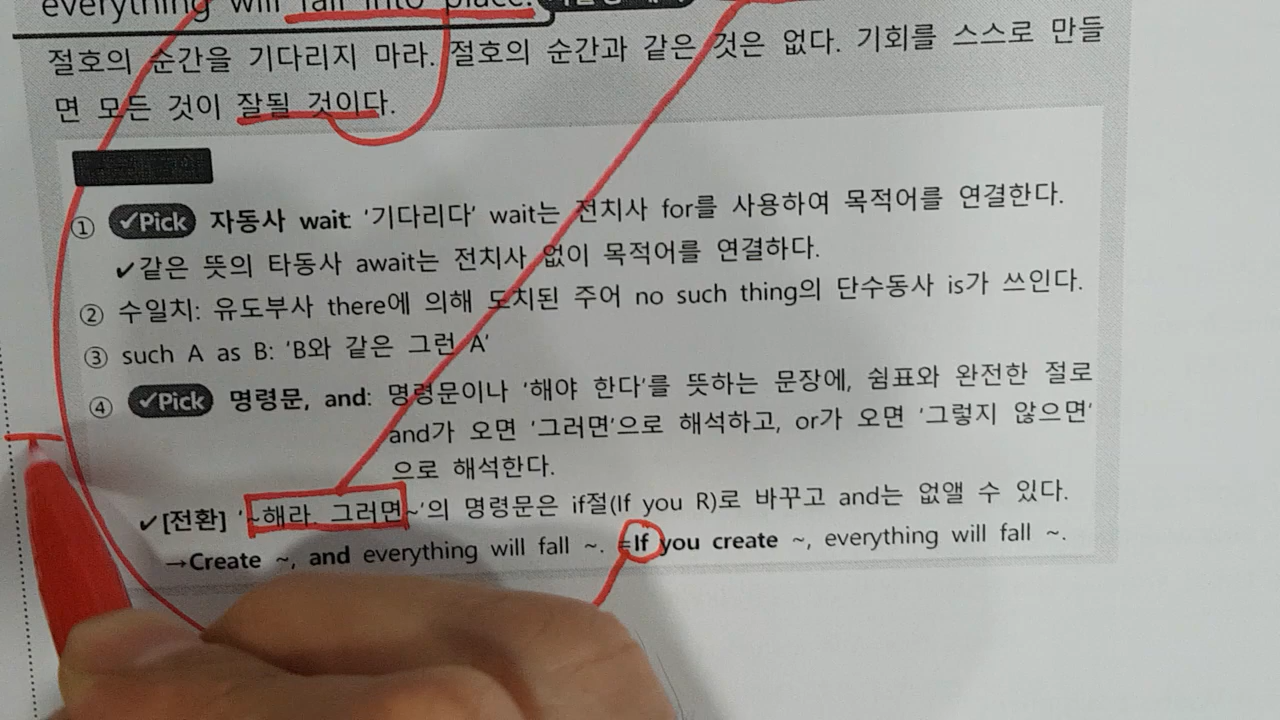 everything will fall into place.
절호의 순간을 기다리지 마라. 절호의 순간과 같은 것은 없다. 기회를 스스로 만들
면 모든 것이 잘될 것이다.
① ✓Pick 자동사 wait '기다리다' wait는 전치사 for를 사용하여 목적어를 연결한다.
✓같은 뜻의 타동사 await는 전치사 없이 목적어를 연결하다.
② 수일치: 유도부사 there에 의해 도치된 주어 no such thing의 단수동사 is가 쓰인다.
③ such A as B: 'B와 같은 그런 A'
④ ✓Pick 명령문, and: 명령문이나 '해야 한다'를 뜻하는 문장에, 쉼표와 완전한 절로
and가 오면 '그러면'으로 해석하고, or가 오면 '그렇지 않으면'
으로 해석한다.
✓[전환] '~해라. 그러면~'의 명령문은 if절(If you R)로 바꾸고 and는 없앨 수 있다.
→Create ~, and everything will fall ~. =If you create ~, everything will fall ~.